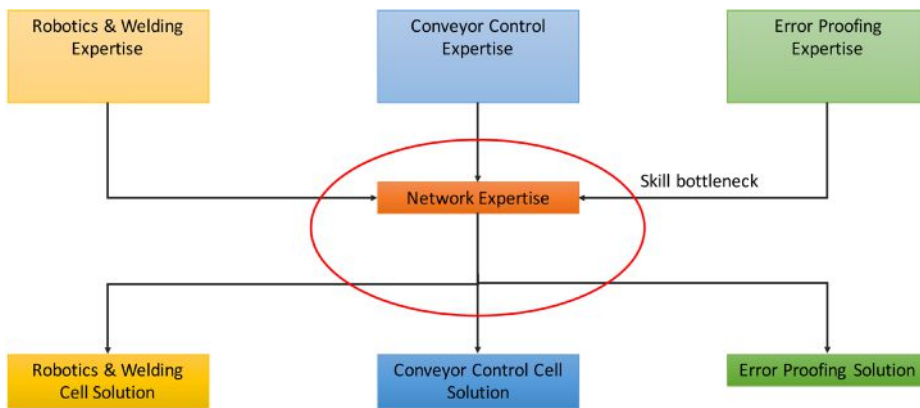 Robotics & Welding
Expertise
Conveyor Control
Expertise
Error Proofing
Expertise
Skill bottleneck
Network Expertise
Robotics & Welding
Cell Solution
Conveyor Control Cell
Solution
Error Proofing Solution